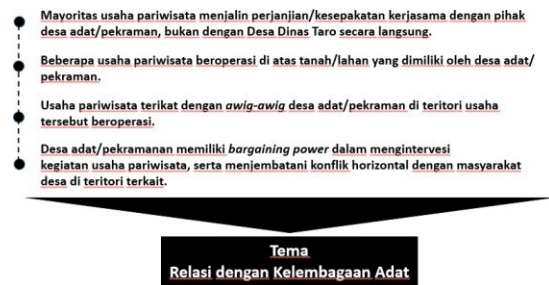 Mayoritas usaha pariwisata menjalin perjanjian/kesepakatan kerjasama dengan pihak
desa adat/pekraman, bukan dengan Desa Dinas Taro secara langsung.
Beberapa usaha pariwisata beroperasi di atas tanah/lahan yang dimiliki oleh desa adat/
pekraman.
Usaha pariwisata terikat dengan awig-awig desa adat/pekraman di teritori usaha
tersebut beroperasi.
Desa adat/pekramanan memiliki bargaining power dalam mengintervesi
kegiatan usaha pariwisata, serta menjembatani konflik horizontal dengan masyarakat
desa di teritori terkait.
Tema
Relasi dengan Kelembagaan Adat